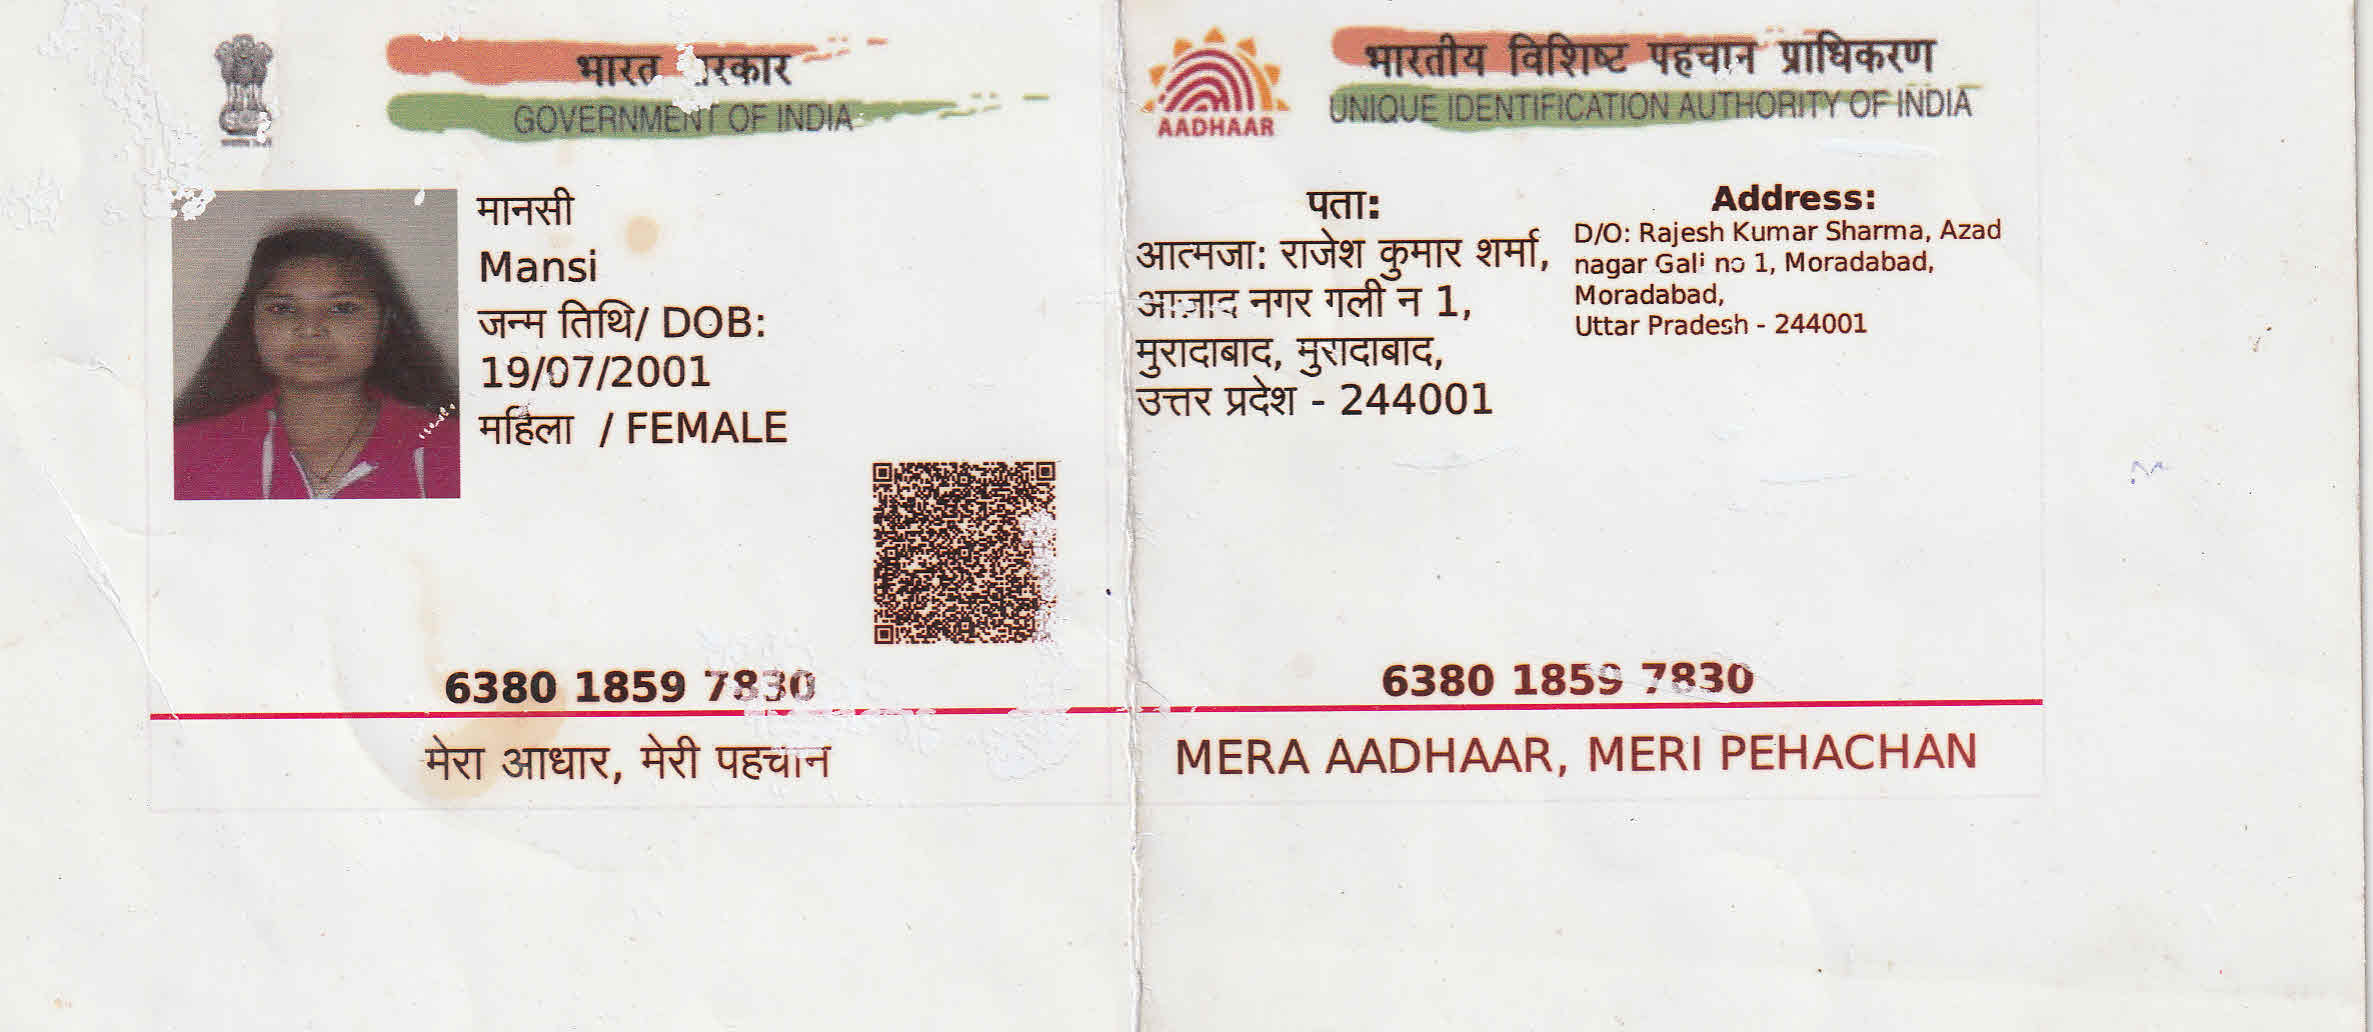 भारत सरकार
GOVERNMENT OF INDIA
मानसी
Mansi
जन्म तिथि/ DOB:
19/07/2001
महिला / FEMALE
6380 1859 7830
मेरा आधार, मेरी पहचान
AADHAAR
भारतीय विशिष्ट पहचान प्राधिकरण
UNIQUE IDENTIFICATION AUTHORITY OF INDIA
पता:
आत्मजा: राजेश कुमार शर्मा,
आज़ाद नगर गली न 1,
मुरादाबाद, मुरादाबाद,
उत्तर प्रदेश - 244001
Address:
D/O: Rajesh Kumar Sharma, Azad
nagar Gali no 1, Moradabad,
Moradabad,
Uttar Pradesh - 244001
6380 1859 7830
MERA AADHAAR, MERI PEHACHAN